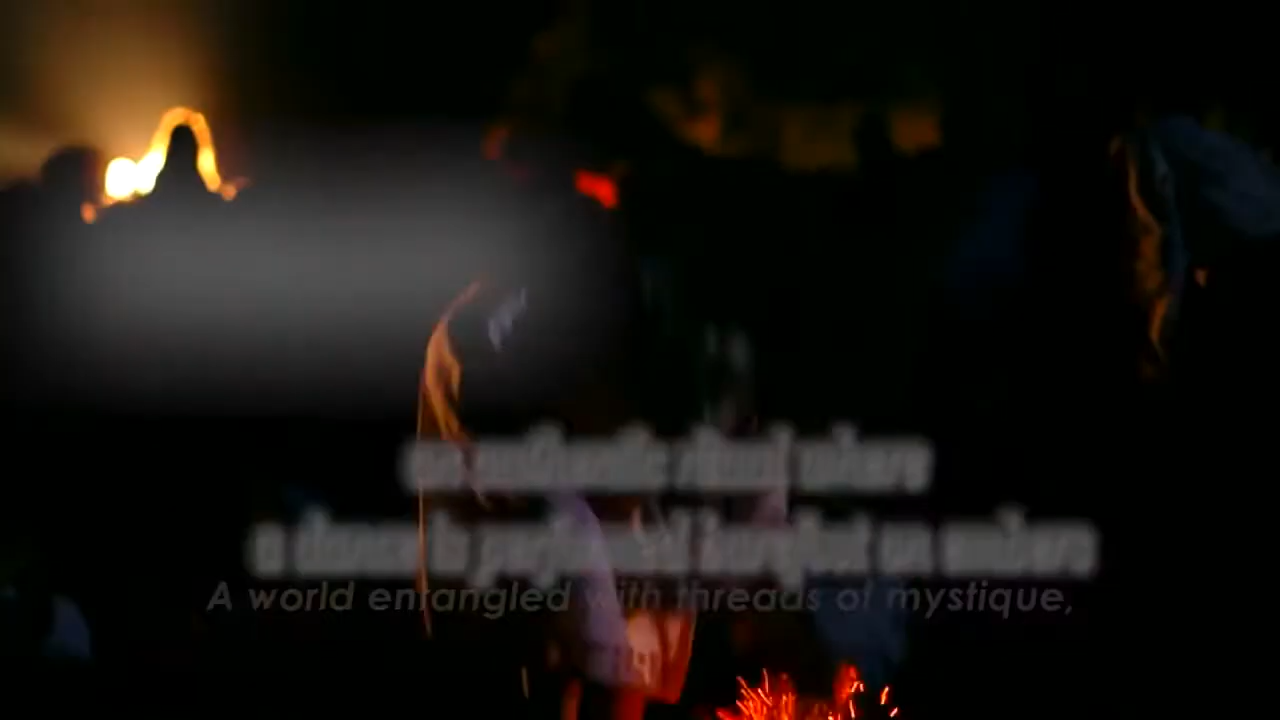 an authentic ritual where
a dance is performed barefoot on embers
A world entangled with threads of mystique,